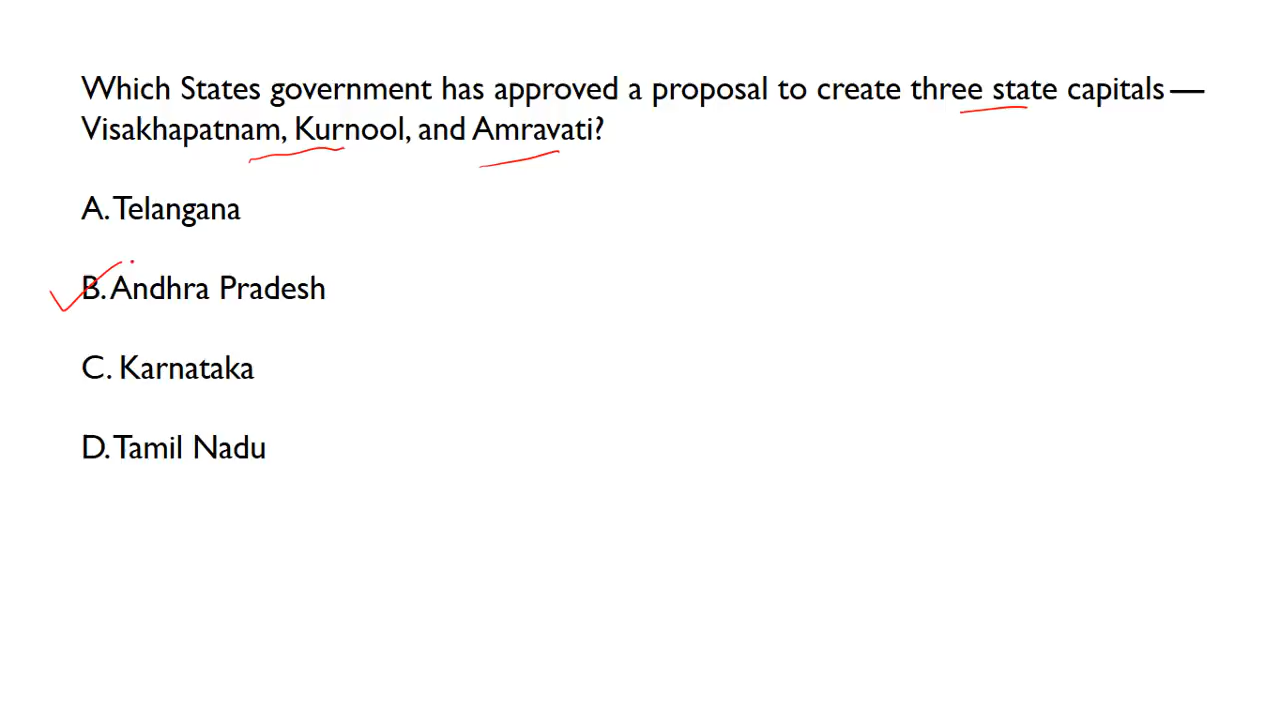 Which States government has approved a proposal to create three state capitals—
Visakhapatnam, Kurnool, and Amravati?
A. Telangana
B. Andhra Pradesh
C. Karnataka
D. Tamil Nadu